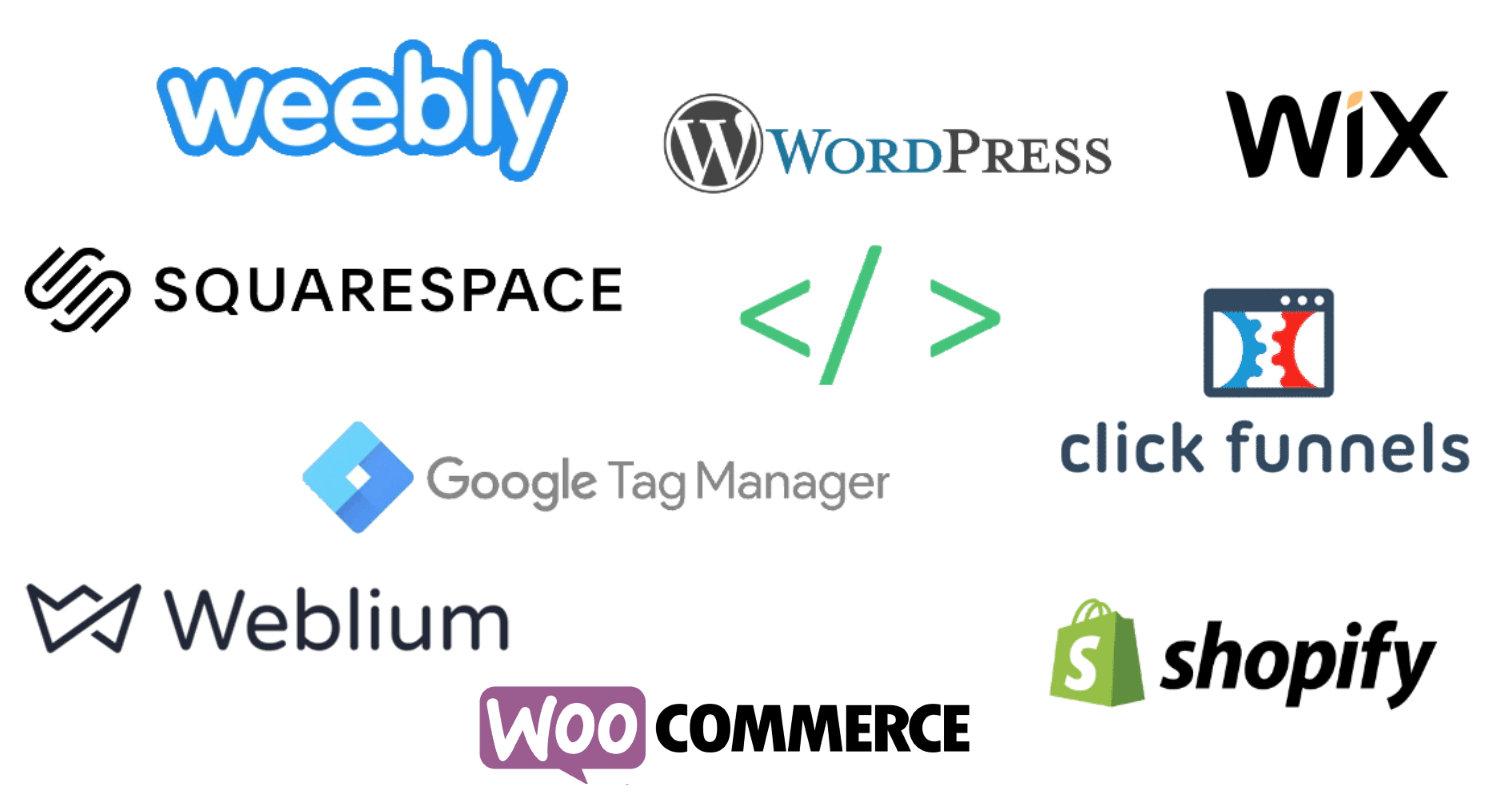 weebly
WORDPRESS
WiX
SQUARESPACE
</ >
click funnels
Google Tag Manager
Weblium
S shopify
WOO COMMERCE